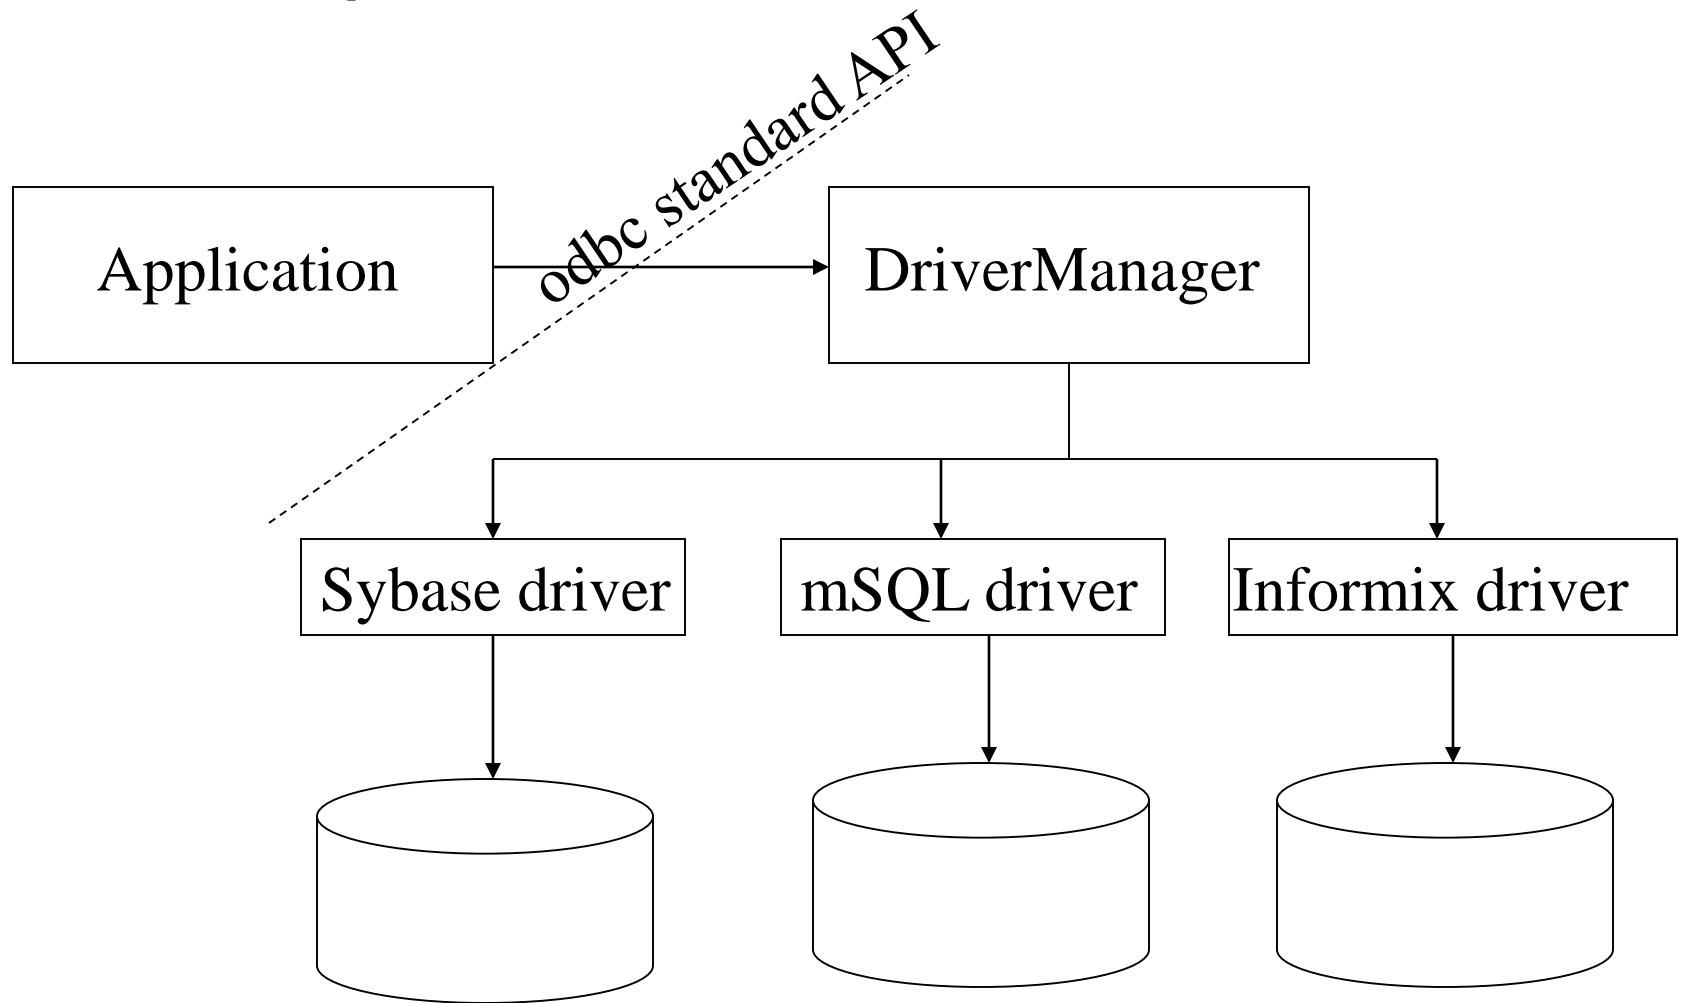 odbc standard API
Application
DriverManager
Sybase driver
mSQL driver
Informix driver